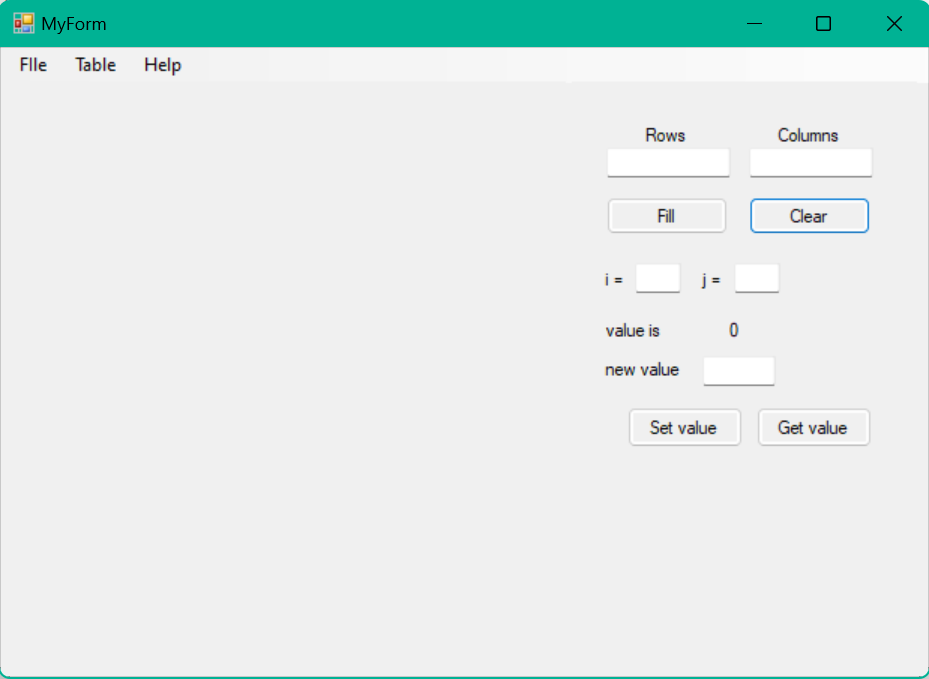 MyForm
FIle Table Help
Rows Columns
Fill Clear
i = j =
value is 0
new value
Set value Get value